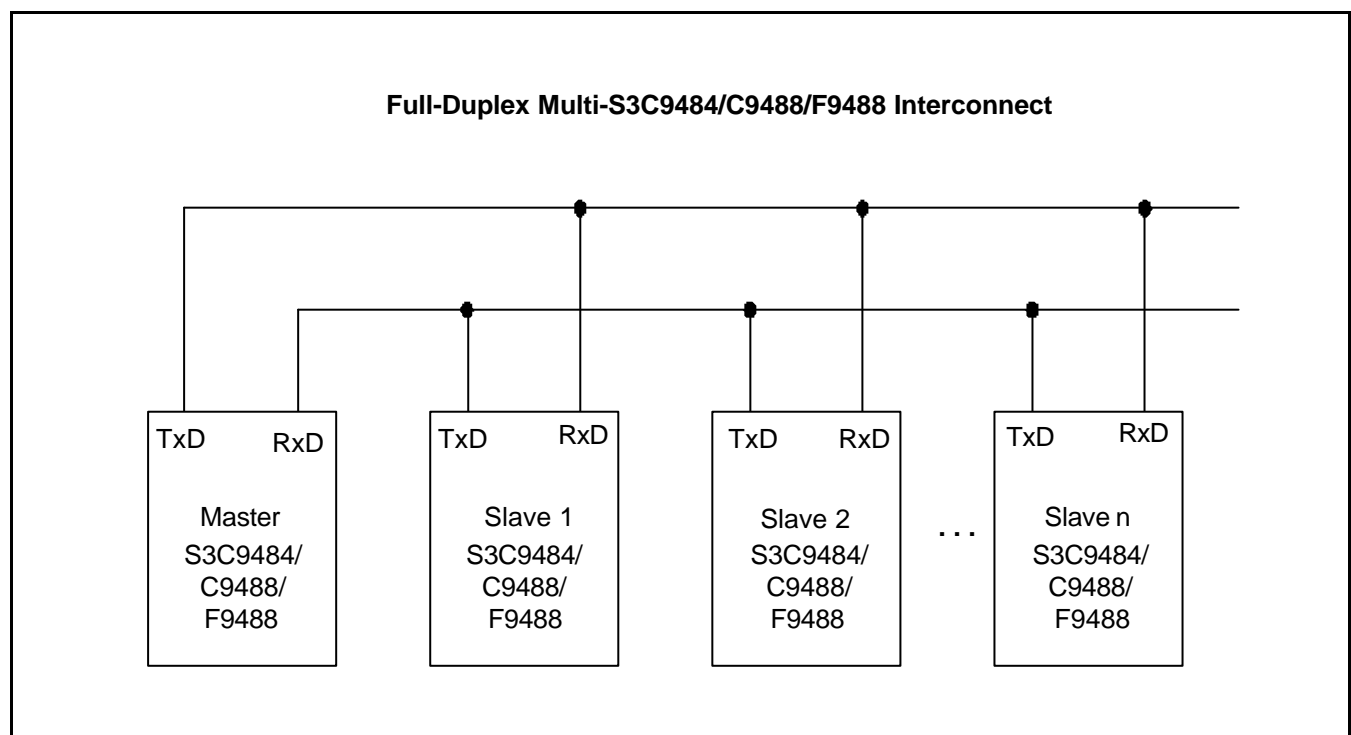 Full-Duplex Multi-S3C9484/C9488/F9488 Interconnect
TxD RxD
Master
S3C9484/
C9488/
F9488
TxD RxD
Slave 1
S3C9484/
C9488/
F9488
TxD RxD
Slave 2
S3C9484/
C9488/
F9488
...
TxD RxD
Slave n
S3C9484/
C9488/
F9488